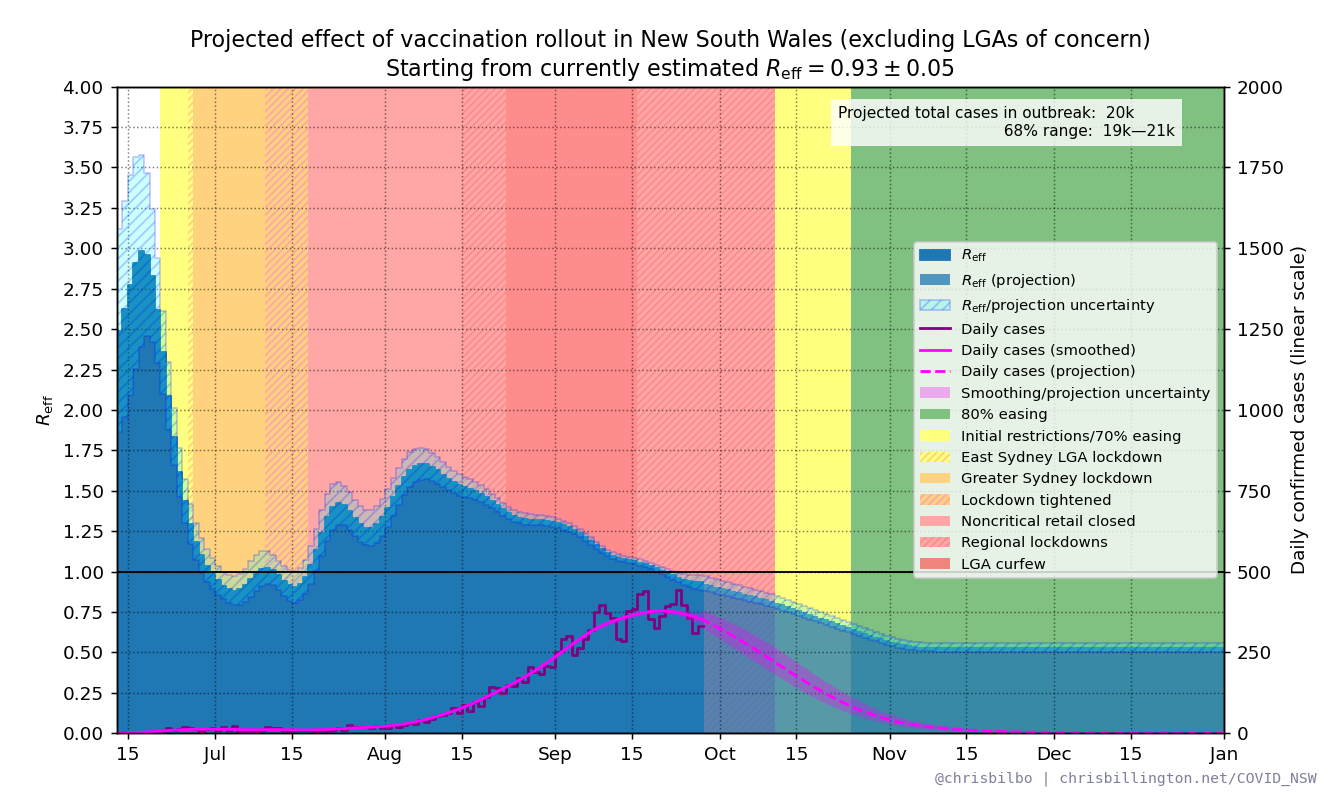 Projected effect of vaccination rollout in New South Wales (excluding LGAs of concern)
Starting from currently estimated Reff = 0.93 ± 0.05
Projected total cases in outbreak: 20k
68% range: 19k—21k
4.00
3.75
3.50
3.25
3.00
2.75
2.50
2.25
2.00
1.75
1.50
1.25
1.00
0.75
0.50
0.25
0.00
Reff
2000
1750
1500
1250
1000
750
500
250
0
Daily confirmed cases (linear scale)
Reff
Reff (projection)
Reff/projection uncertainty
Daily cases
Daily cases (smoothed)
Daily cases (projection)
Smoothing/projection uncertainty
80% easing
Initial restrictions/70% easing
East Sydney LGA lockdown
Greater Sydney lockdown
Lockdown tightened
Noncritical retail closed
Regional lockdowns
LGA curfew
15 Jul 15 Aug 15 Sep 15 Oct 15 Nov 15 Dec 15 Jan
@chrisbilbo | chrisbillington.net/COVID_NSW